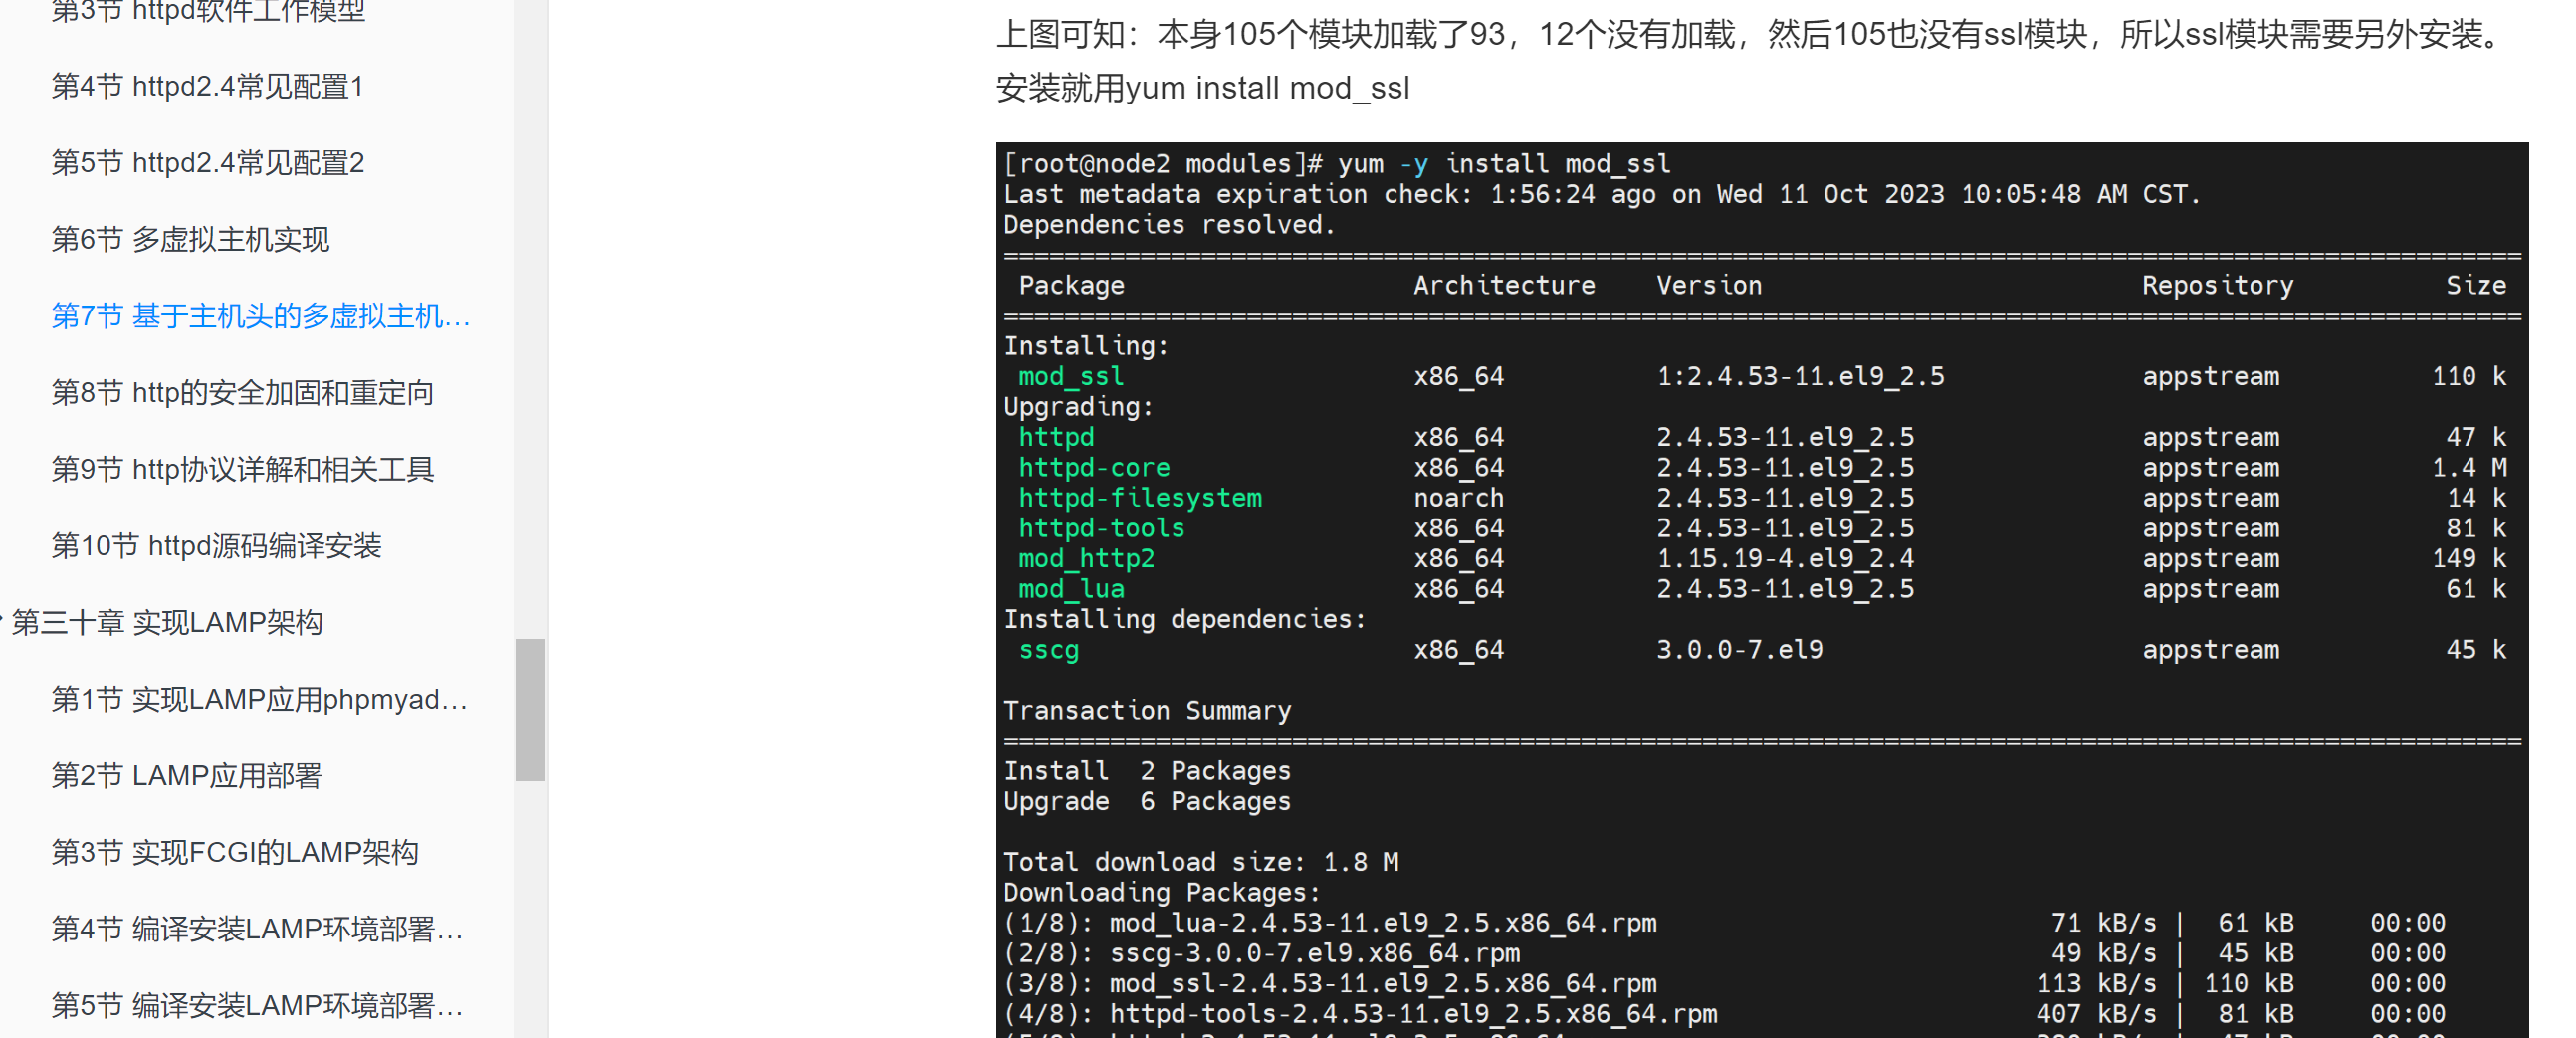 第3节 httpd软件工作模型
第4节 httpd2.4常见配置1
第5节 httpd2.4常见配置2
第6节 多虚拟主机实现
第7节 基于主机头的多虚拟主机...
第8节 http的安全加固和重定向
第9节 http协议详解和相关工具
第10节 httpd源码编译安装
第三十章 实现LAMP架构
第1节 实现LAMP应用phpmyad...
第2节 LAMP应用部署
第3节 实现FCGI的LAMP架构
第4节 编译安装LAMP环境部署...
第5节 编译安装LAMP环境部署...
上图可知：本身105个模块加载了93，12个没有加载，然后105也没有ssl模块，所以ssl模块需要另外安装。
安装就用yum install mod_ssl
[root@node2 modules]# yum -y install mod_ssl
Last metadata expiration check: 1:56:24 ago on Wed 11 Oct 2023 10:05:48 AM CST.
Dependencies resolved.
====================================================================================================
Package Architecture Version Repository Size
====================================================================================================
Installing:
mod_ssl x86_64 1:2.4.53-11.el9_2.5 appstream 110 k
Upgrading:
httpd x86_64 2.4.53-11.el9_2.5 appstream 47 k
httpd-core x86_64 2.4.53-11.el9_2.5 appstream 1.4 M
httpd-filesystem noarch 2.4.53-11.el9_2.5 appstream 14 k
httpd-tools x86_64 2.4.53-11.el9_2.5 appstream 81 k
mod_http2 x86_64 1.15.19-4.el9_2.4 appstream 149 k
mod_lua x86_64 2.4.53-11.el9_2.5 appstream 61 k
Installing dependencies:
sscg x86_64 3.0.0-7.el9 appstream 45 k
Transaction Summary
====================================================================================================
Install 2 Packages
Upgrade 6 Packages
Total download size: 1.8 M
Downloading Packages:
(1/8): mod_lua-2.4.53-11.el9_2.5.x86_64.rpm 71 kB/s | 61 kB 00:00
(2/8): sscg-3.0.0-7.el9.x86_64.rpm 49 kB/s | 45 kB 00:00
(3/8): mod_ssl-2.4.53-11.el9_2.5.x86_64.rpm 113 kB/s | 110 kB 00:00
(4/8): httpd-tools-2.4.53-11.el9_2.5.x86_64.rpm 407 kB/s | 81 kB 00:00